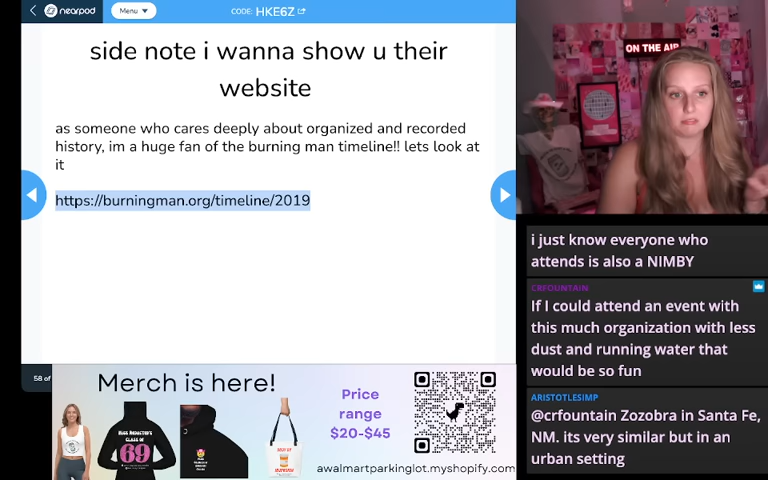 nearpod
Menu
CODE: HKE6Z
side note i wanna show u their
website
as someone who cares deeply about organized and recorded
history, im a huge fan of the burning man timeline!! lets look at
it
https://burningman.org/timeline/2019
58 of
Merch is here!
Price
range
$20-$45
69
awalmartparkinglot.myshopify.com
ON THE AIR
i just know everyone who
attends is also a NIMBY
CRFOUNTAIN
If I could attend an event with
this much organization with less
dust and running water that
would be so fun
ARISTOTLESIMP
@crfountain Zozobra in Santa Fe,
NM. its very similar but in an
urban setting